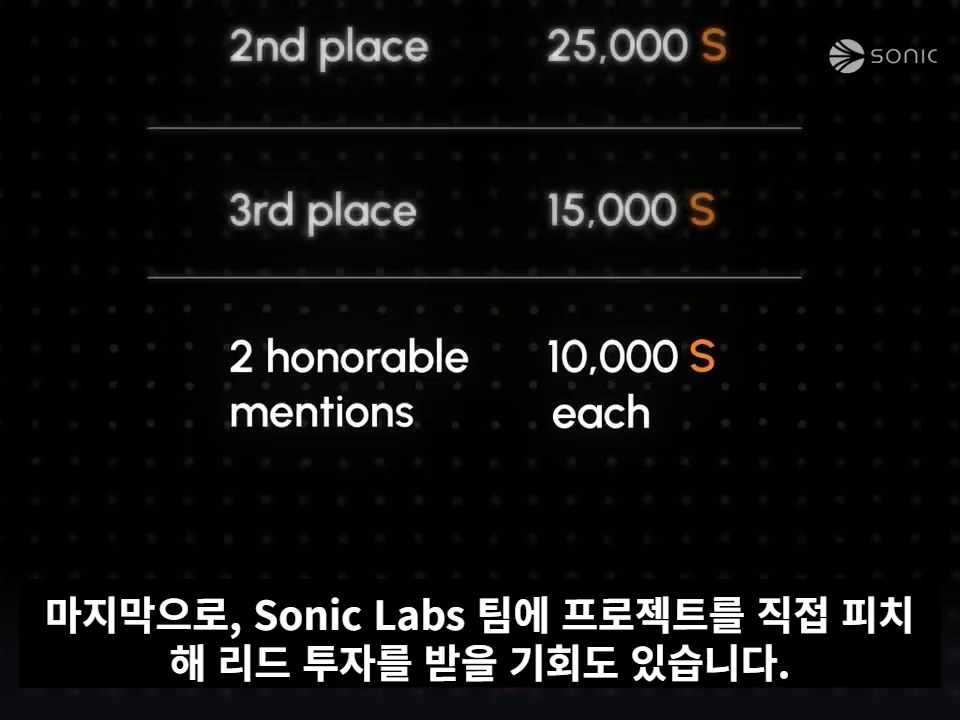 2nd place 25,000 S
SONIC
3rd place 15,000 S
2 honorable 10,000 S
mentions each
마지막으로, Sonic Labs 팀에 프로젝트를 직접 피치
해 리드 투자를 받을 기회도 있습니다.